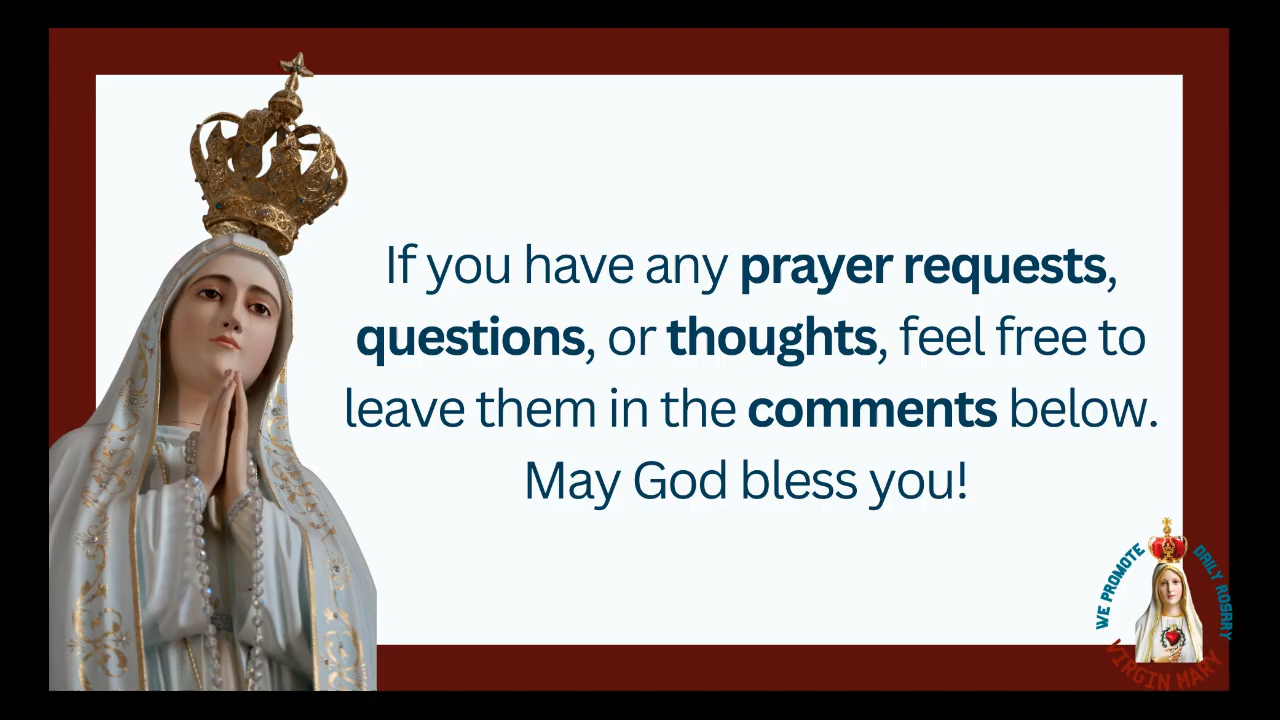 If you have any prayer requests,
questions, or thoughts, feel free to
leave them in the comments below.
May God bless you!
WE PROMOTE
DAILY ROSARY
VIRGIN MARY